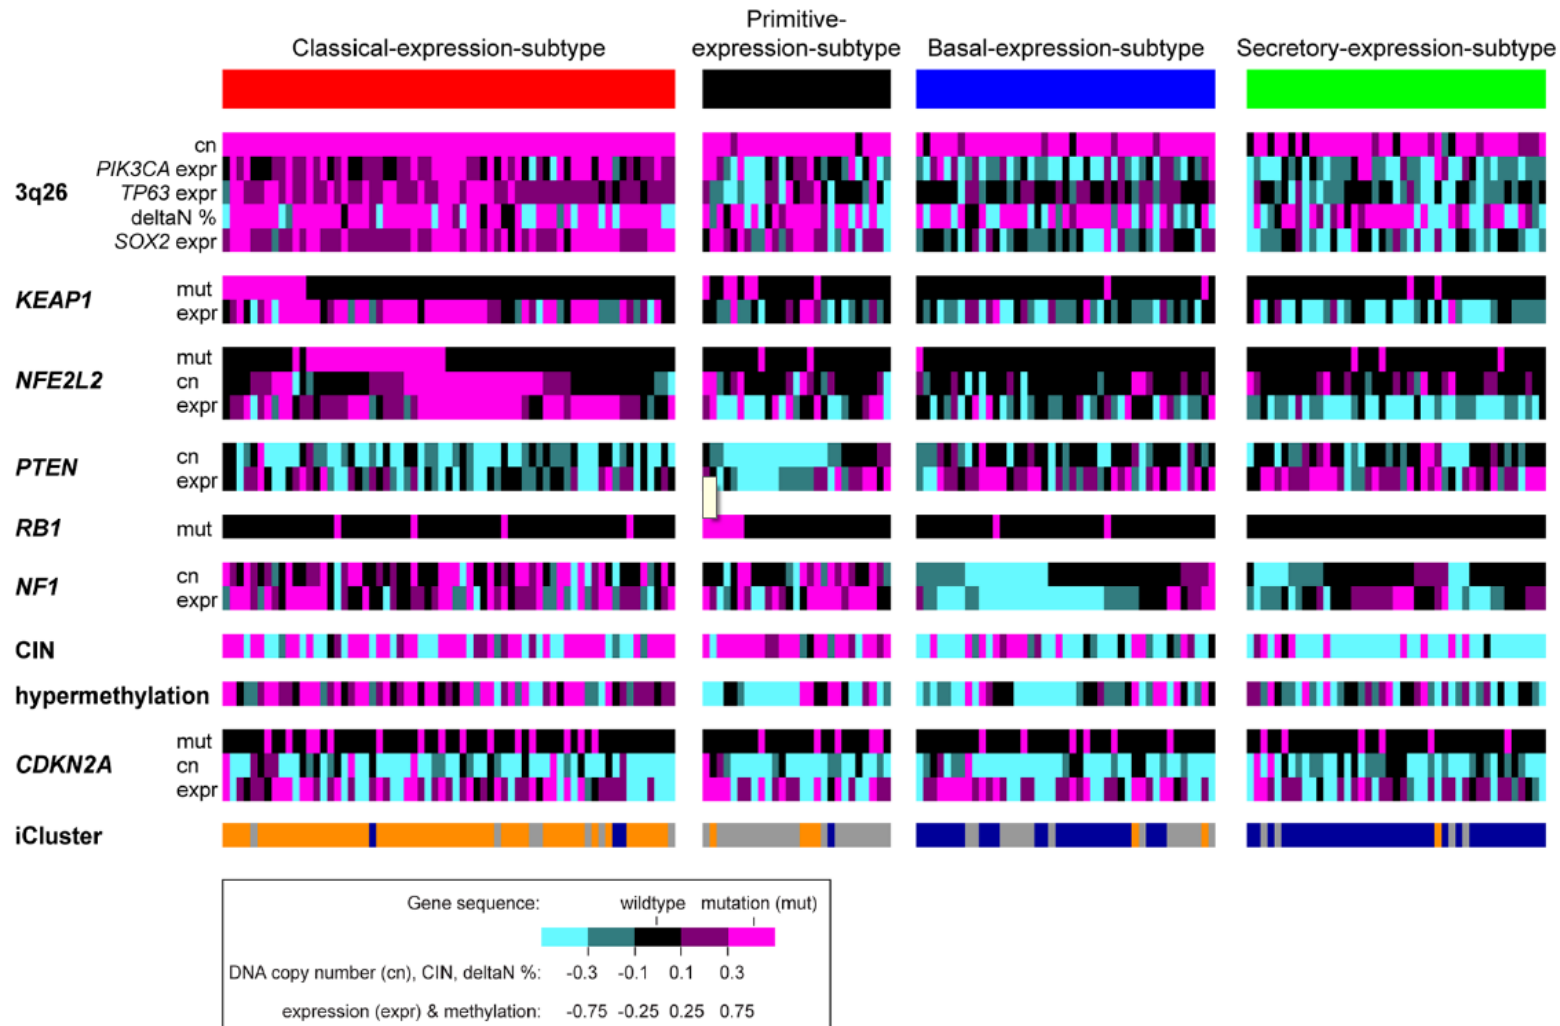 Classical-expression-subtype
Primitive-
expression-subtype
Basal-expression-subtype
Secretory-expression-subtype
3q26
cn
PIK3CA expr
TP63 expr
deltaN %
SOX2 expr
KEAP1
mut
expr
NFE2L2
mut
cn
expr
PTEN
cn
expr
RB1
mut
NF1
cn
expr
CIN
hypermethylation
CDKN2A
mut
cn
expr
iCluster
Gene sequence: wildtype mutation (mut)
DNA copy number (cn), CIN, deltaN %: -0.3 -0.1 0.1 0.3
expression (expr) & methylation: -0.75 -0.25 0.25 0.75